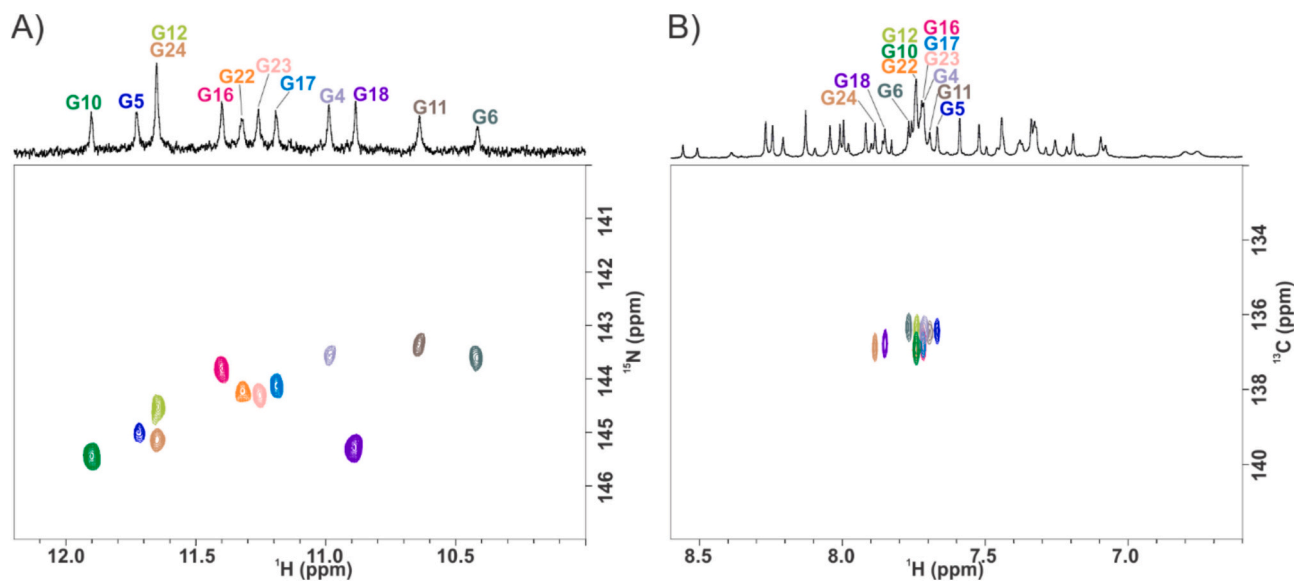 A)
G12
G24
G10
G5
G16
G22
G23
G17
G4
G18
G11
G6
141
142
143
144
145
146
15N (ppm)
12.0
11.5
11.0
10.5
1H (ppm)
B)
G12
G16
G10
G17
G22
G23
G18
G4
G6
G11
G24
G5
134
136
138
140
13C (ppm)
8.5
8.0
7.5
7.0
1H (ppm)